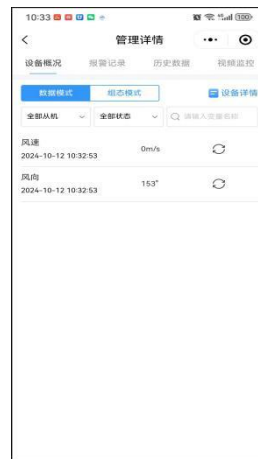 10:33
100
管理详情
设备概况 报警记录 历史数据 视频监控
数据模式 组态模式 设备详情
全部从机 全部状态 请输入变量名称
风速 0m/s
2024-10-12 10:32:53
风向 153°
2024-10-12 10:32:53